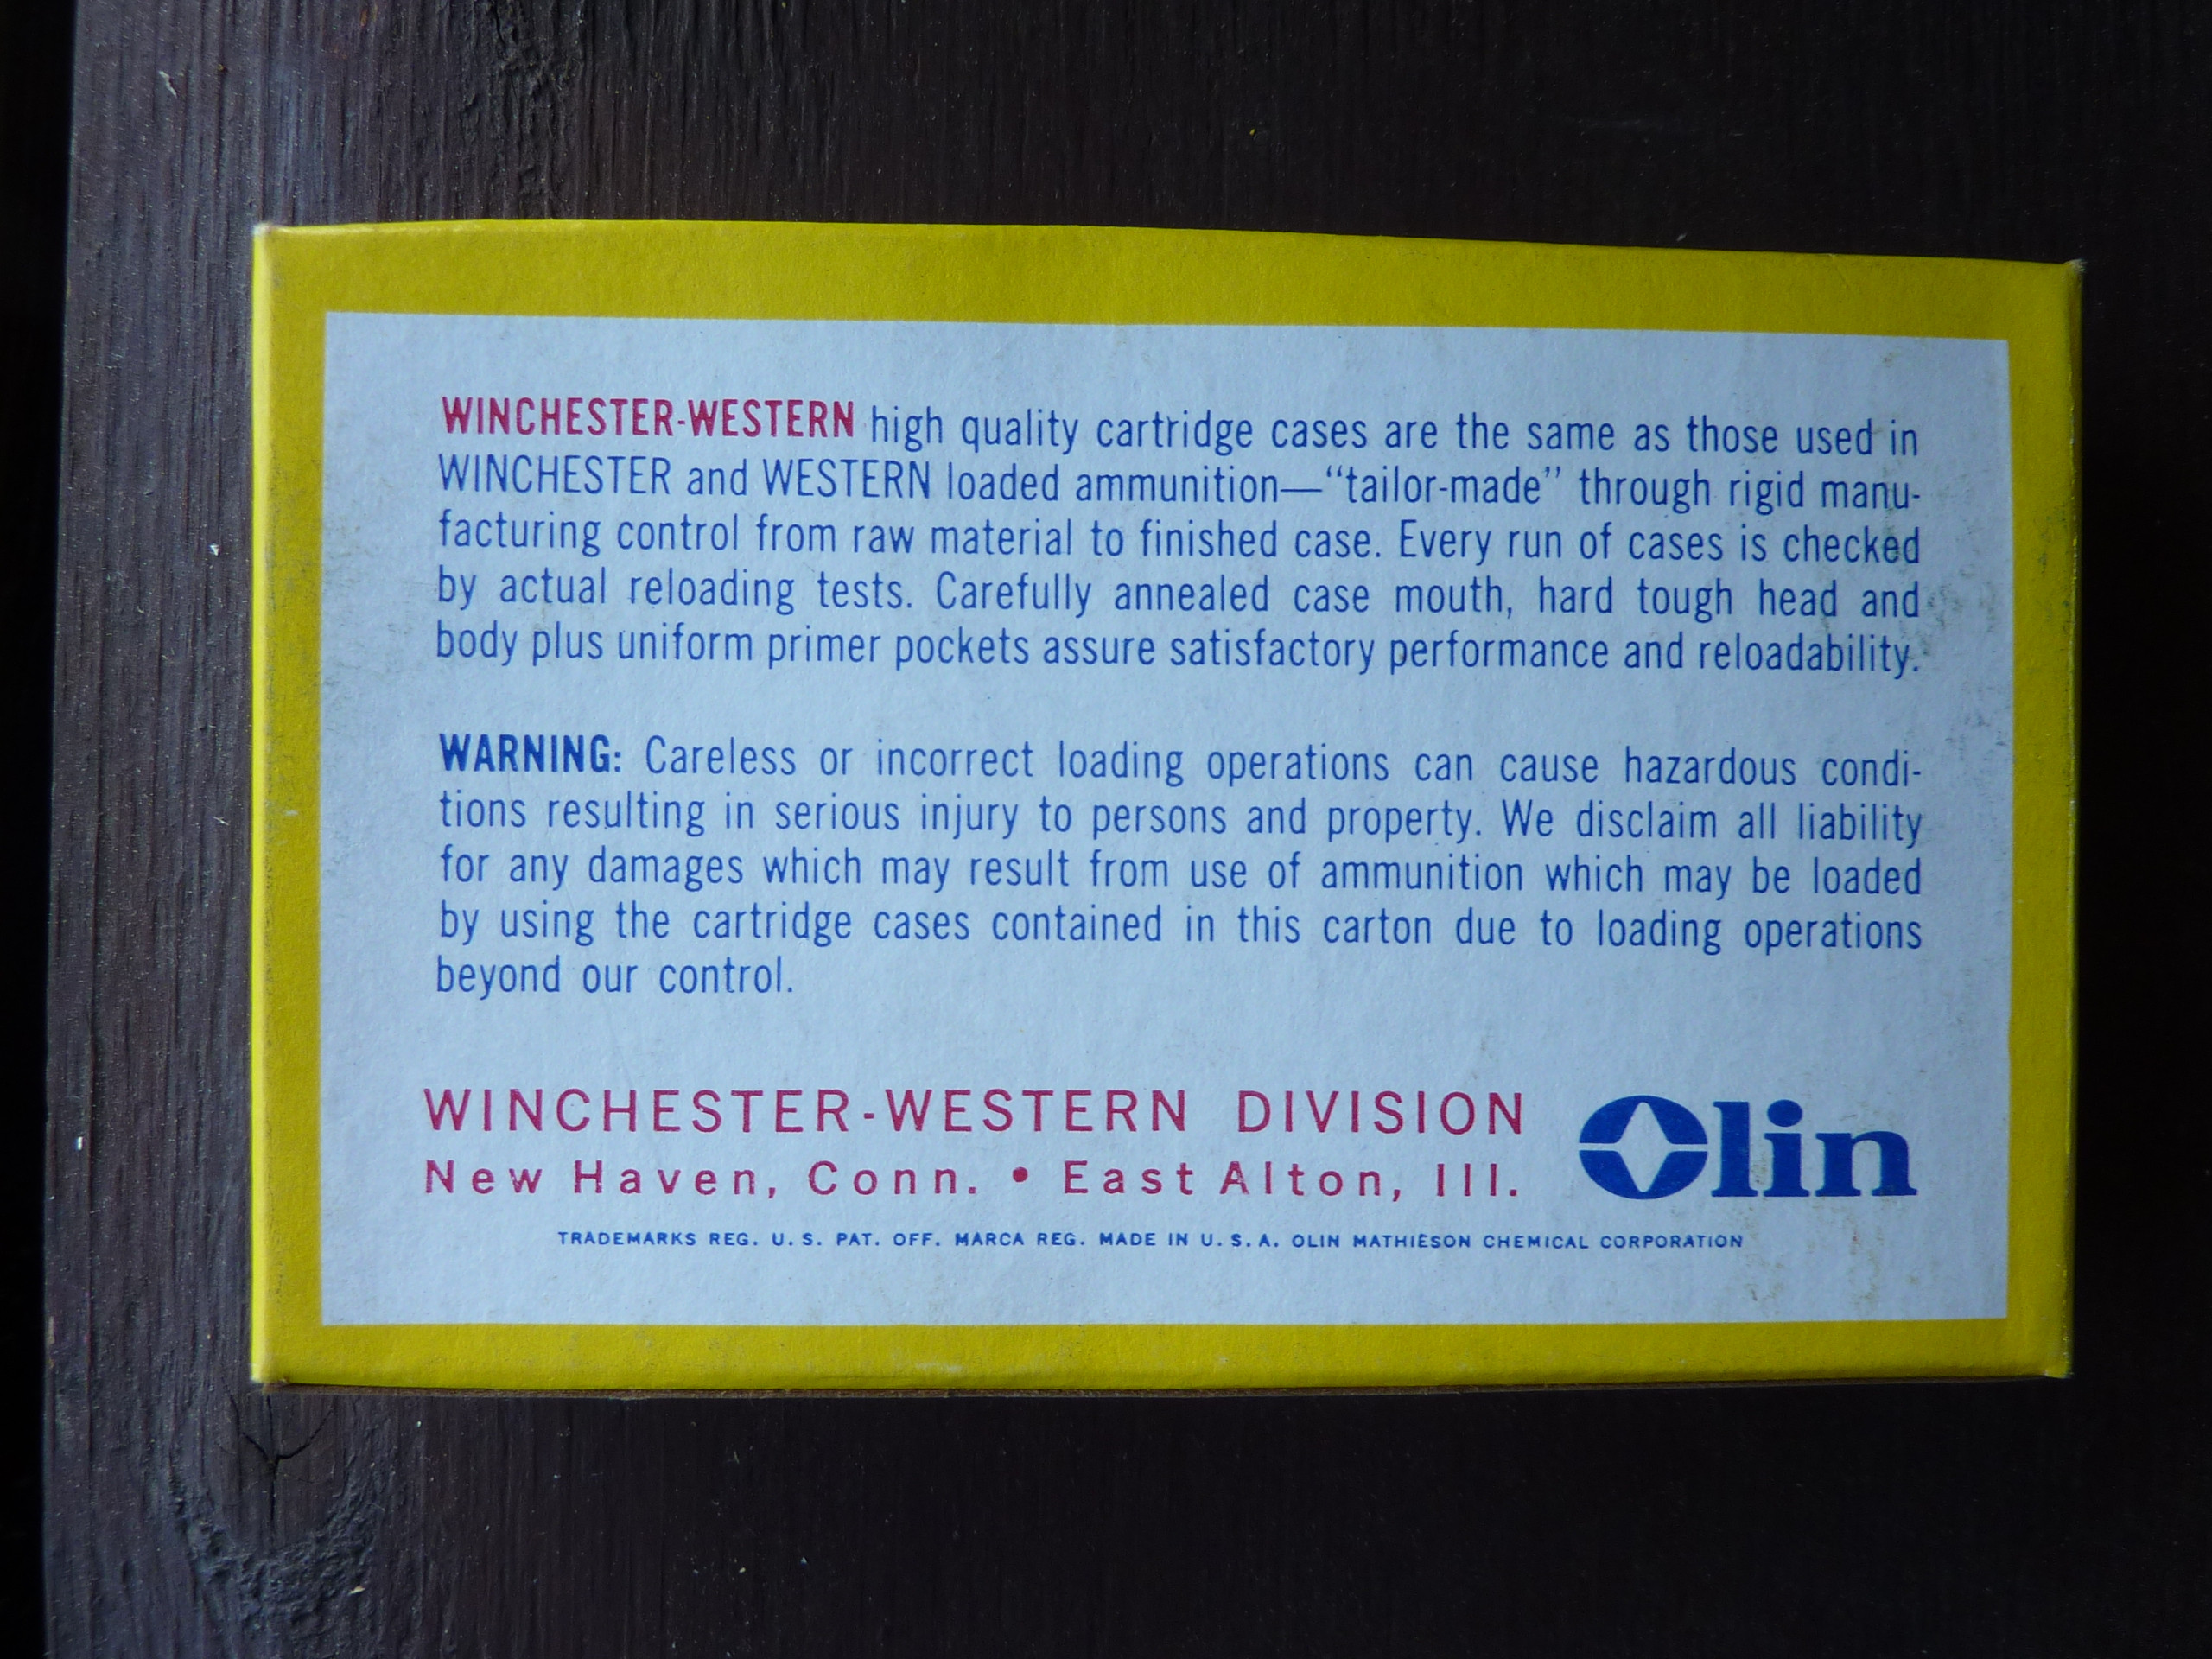 WINCHESTER-WESTERN high quality cartridge cases are the same as those used in
WINCHESTER and WESTERN loaded ammunition—“tailor-made” through rigid manu-
facturing control from raw material to finished case. Every run of cases is checked
by actual reloading tests. Carefully annealed case mouth, hard tough head and
body plus uniform primer pockets assure satisfactory performance and reloadability.
WARNING: Careless or incorrect loading operations can cause hazardous condi-
tions resulting in serious injury to persons and property. We disclaim all liability
for any damages which may result from use of ammunition which may be loaded
by using the cartridge cases contained in this carton due to loading operations
beyond our control.
WINCHESTER-WESTERN DIVISION
New Haven, Conn. • East Alton, Ill.
Olin
TRADEMARKS REG. U. S. PAT. OFF. MARCA REG. MADE IN U. S. A. OLIN MATHIESON CHEMICAL CORPORATION